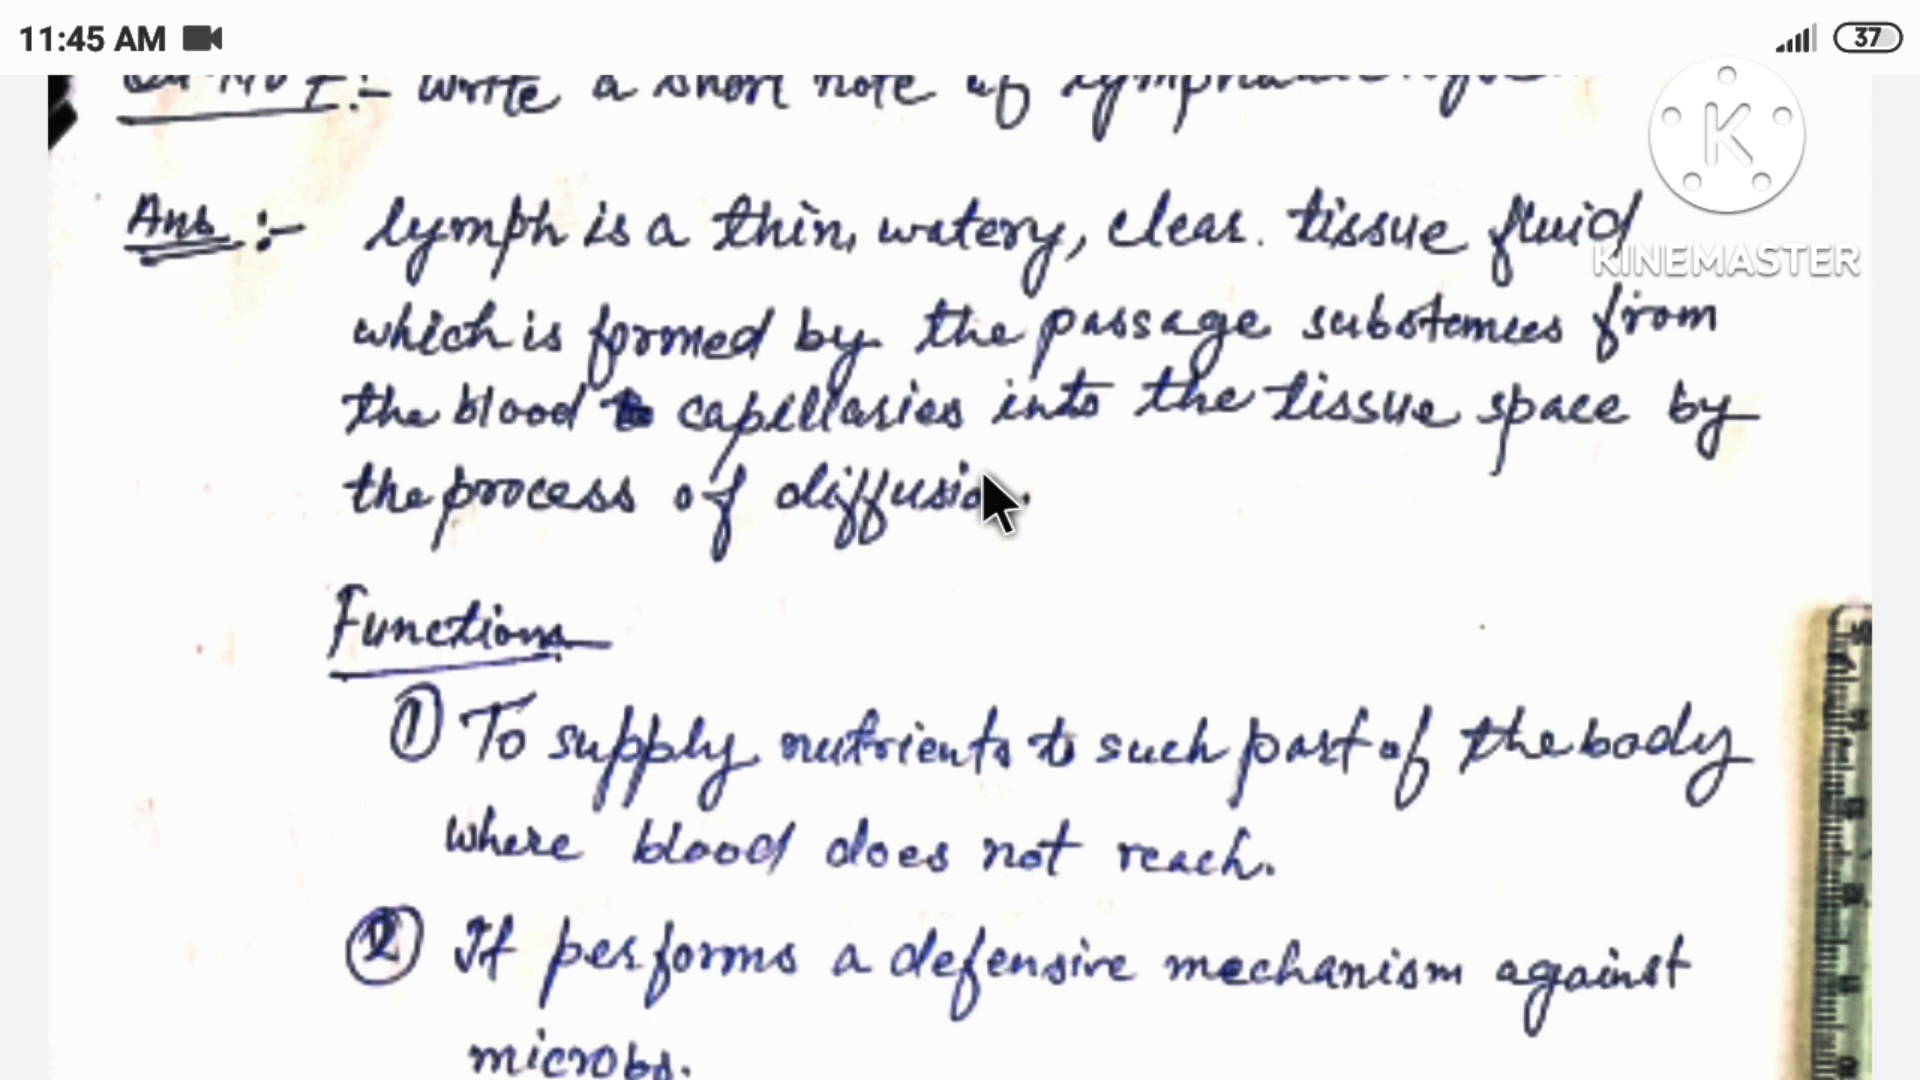 11:45 AM
37
write a short note of
K
KINEMASTER
Ans :- lymph is a thin, watery, clear. tissue fluid
which is formed by the passage substances from
the blood capillaries into the tissue space by
the process of
Functions
① To supply nutrients to such part of the body
where blood does not reach.
② It performs a defensive mechanism against
microbs.